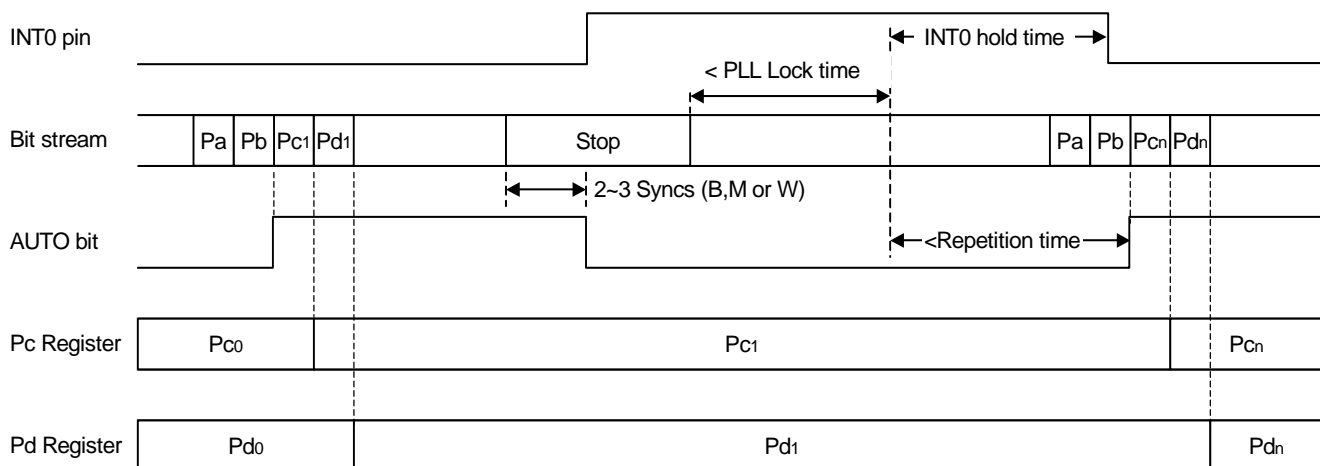 INT0 pin
INT0 hold time
< PLL Lock time
Bit stream Pa Pb Pc1 Pd1 Stop Pa Pb Pcn Pdn
2~3 Syncs (B,M or W)
AUTO bit
<Repetition time
Pc Register Pc0 Pc1 Pcn
Pd Register Pd0 Pd1 Pdn